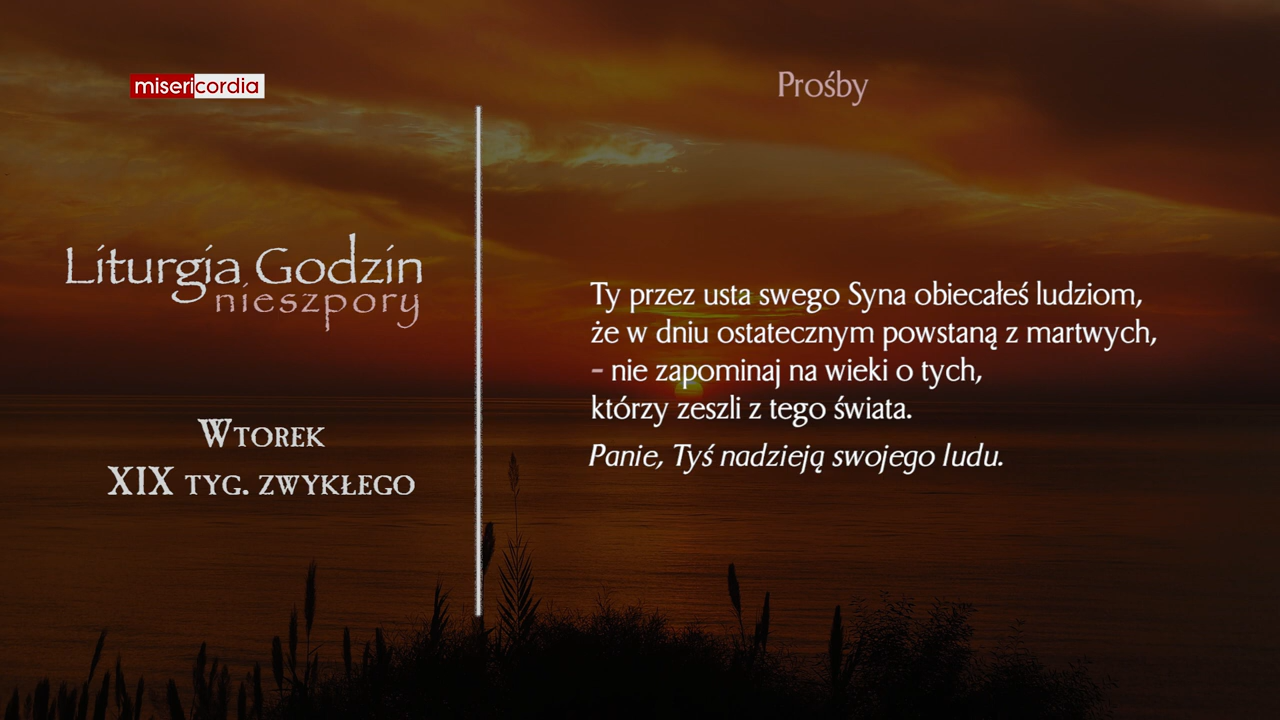 misericordia
Liturgia Godzin
nieszpory
Wtorek
XIX tyg. zwykłego
Prośby
Ty przez usta swego Syna obiecałeś ludziom,
że w dniu ostatecznym powstaną z martwych,
- nie zapominaj na wieki o tych,
którzy zeszli z tego świata.
Panie, Tyś nadzieją swojego ludu.